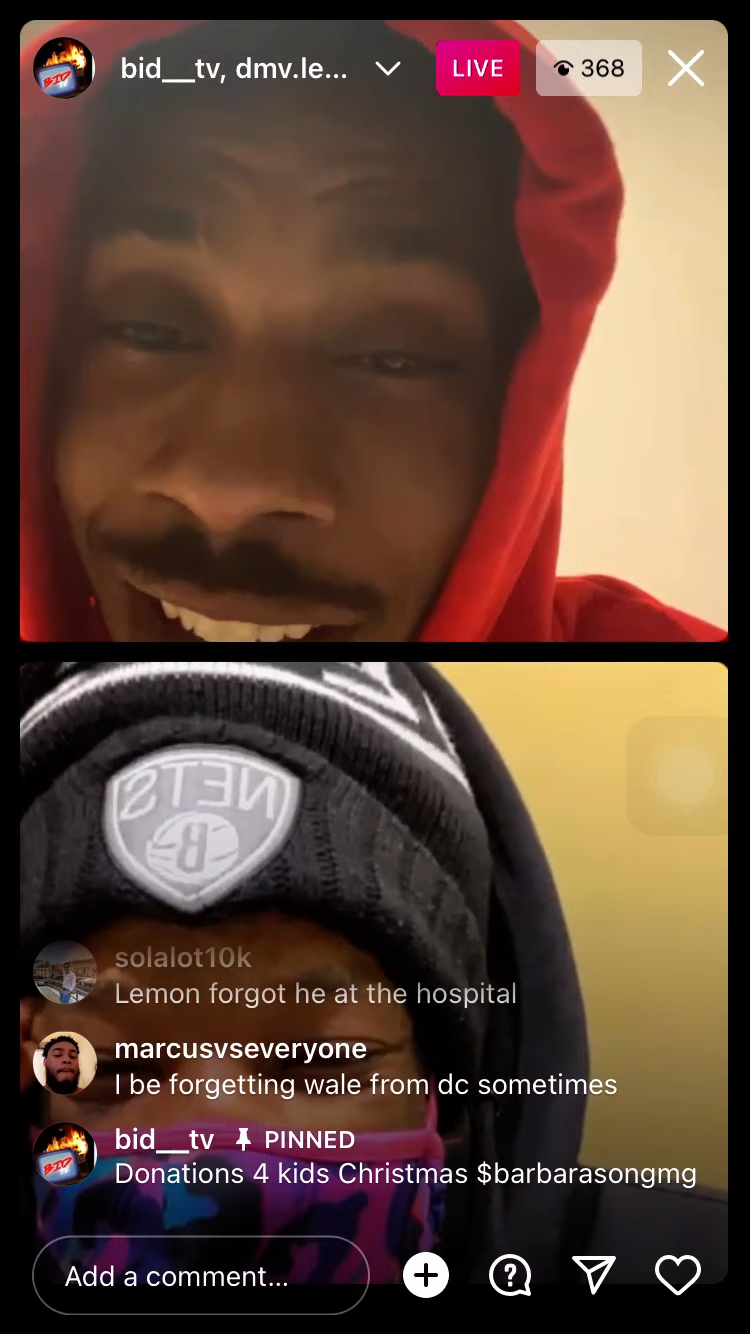 bid__tv, dmv.le...
LIVE
368
NETS
B
solalot10k
Lemon forgot he at the hospital
marcusvseveryone
I be forgetting wale from dc sometimes
bid__tv PINNED
Donations 4 kids Christmas $barbarasongmg
Add a comment...